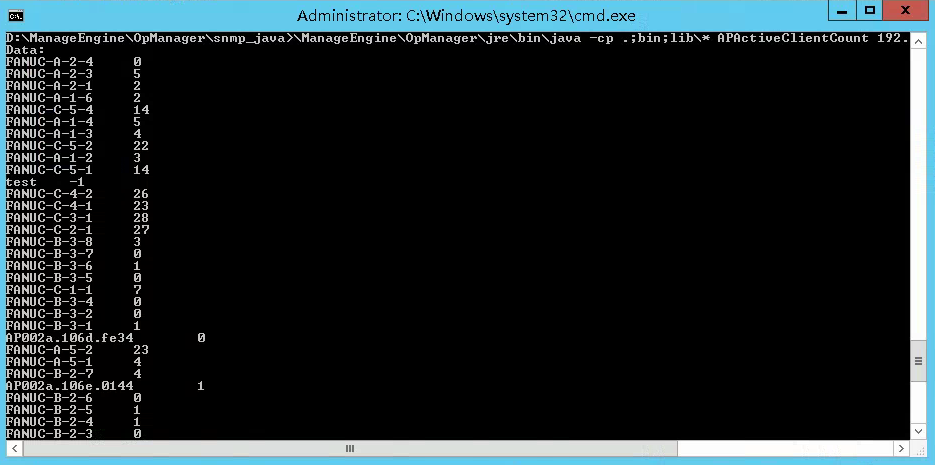 Administrator: C:\Windows\system32\cmd.exe
D:\ManageEngine\OpManager\snmp_java>\ManageEngine\OpManager\jre\bin\java -cp .;bin;lib\* APActiveClientCount 192.
Data:
FANUC-A-2-4 0
FANUC-A-2-3 5
FANUC-A-2-1 2
FANUC-A-1-6 2
FANUC-C-5-4 14
FANUC-A-1-4 5
FANUC-A-1-3 4
FANUC-C-5-2 22
FANUC-A-1-2 3
FANUC-C-5-1 14
test -1
FANUC-C-4-2 26
FANUC-C-4-1 23
FANUC-C-3-1 28
FANUC-C-2-1 27
FANUC-B-3-8 3
FANUC-B-3-7 0
FANUC-B-3-6 1
FANUC-B-3-5 0
FANUC-C-1-1 7
FANUC-B-3-4 0
FANUC-B-3-2 0
FANUC-B-3-1 1
AP002a.106d.fe34 0
FANUC-A-5-2 23
FANUC-A-5-1 4
FANUC-B-2-7 4
AP002a.106e.0144 1
FANUC-B-2-6 0
FANUC-B-2-5 1
FANUC-B-2-4 1
FANUC-B-2-3 0